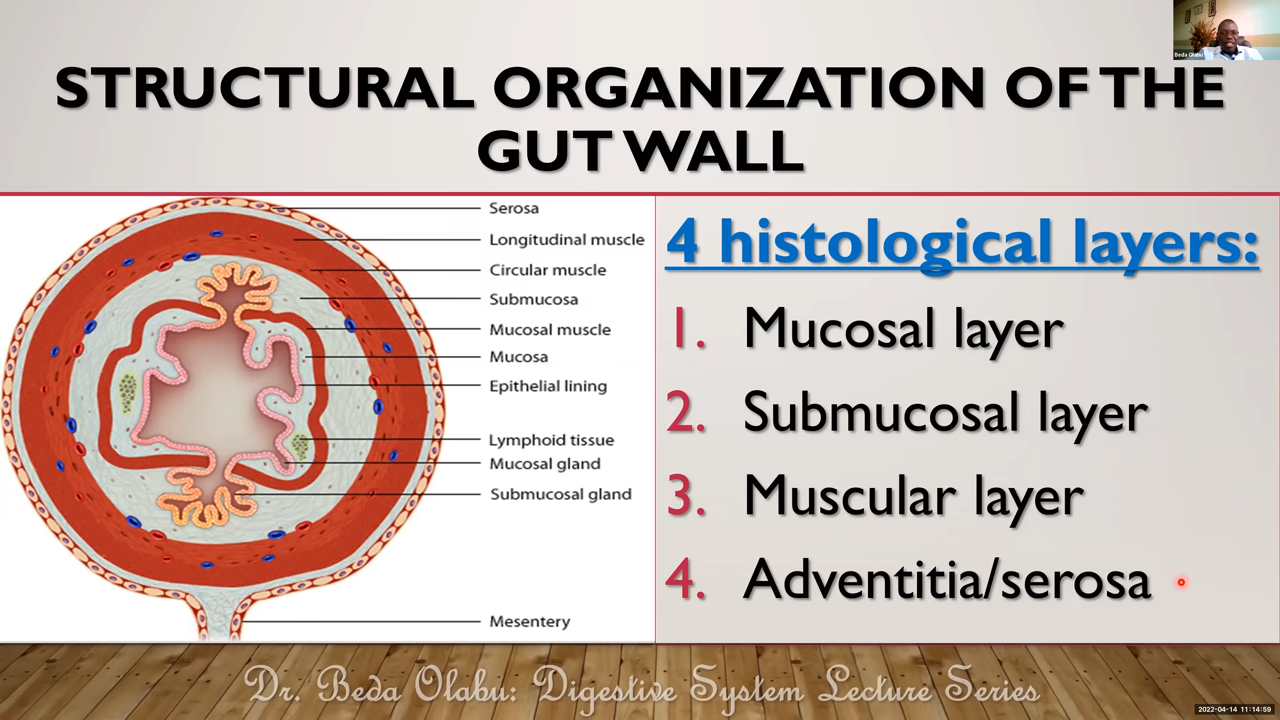 Beda Olabu
STRUCTURAL ORGANIZATION OF THE
GUT WALL
Serosa
Longitudinal muscle
Circular muscle
Submucosa
Mucosal muscle
Mucosa
Epithelial lining
Lymphoid tissue
Mucosal gland
Submucosal gland
Mesentery
4 histological layers:
1. Mucosal layer
2. Submucosal layer
3. Muscular layer
4. Adventitia/serosa
Dr. Beda Olabu: Digestive System Lecture Series
2022-04-14 11:14:59